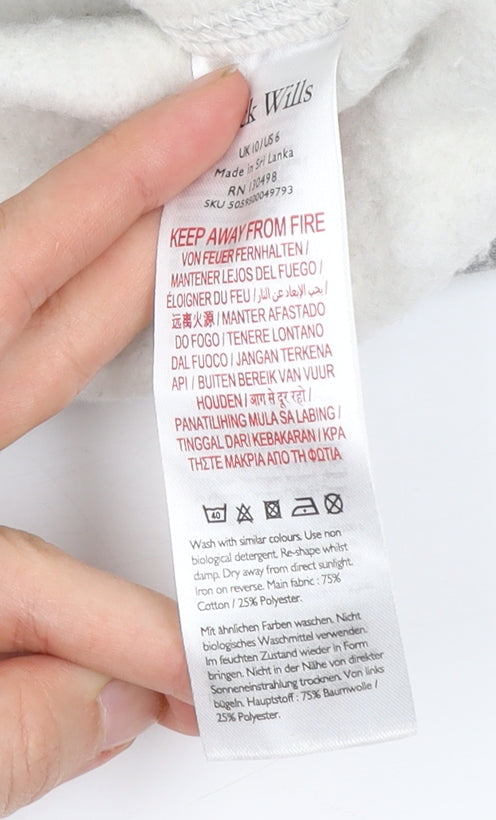 k Wills
UK 10 / US 6
Made in Sri Lanka
RN 130498
SKU 5059500049793
KEEP AWAY FROM FIRE
VON FEUER FERNHALTEN /
MANTENER LEJOS DEL FUEGO /
ÉLOIGNER DU FEU / يجب الإبعاد عن النار /
远离火源 / MANTER AFASTADO
DO FOGO / TENERE LONTANO
DAL FUOCO / JANGAN TERKENA
API / BUITEN BEREIK VAN VUUR
HOUDEN / आग से दूर रहो /
PANATILIHING MULA SA LABING /
TINGGAL DARI KEBAKARAN / KPA
ΤΗΣΤΕ ΜΑΚΡΙΑ ΑΠΟ ΤΗ ΦΩΤΙΑ
40
Wash with similar colours. Use non
biological detergent. Re-shape whilst
damp. Dry away from direct sunlight.
Iron on reverse. Main fabric : 75%
Cotton / 25% Polyester.
Mit ähnlichen Farben waschen. Nicht
biologisches Waschmittel verwenden.
Im feuchten Zustand wieder in Form
bringen. Nicht in der Nähe von direkter
Sonneneinstrahlung trocknen. Von links
bügeln. Hauptstoff : 75% Baumwolle /
25% Polyester.